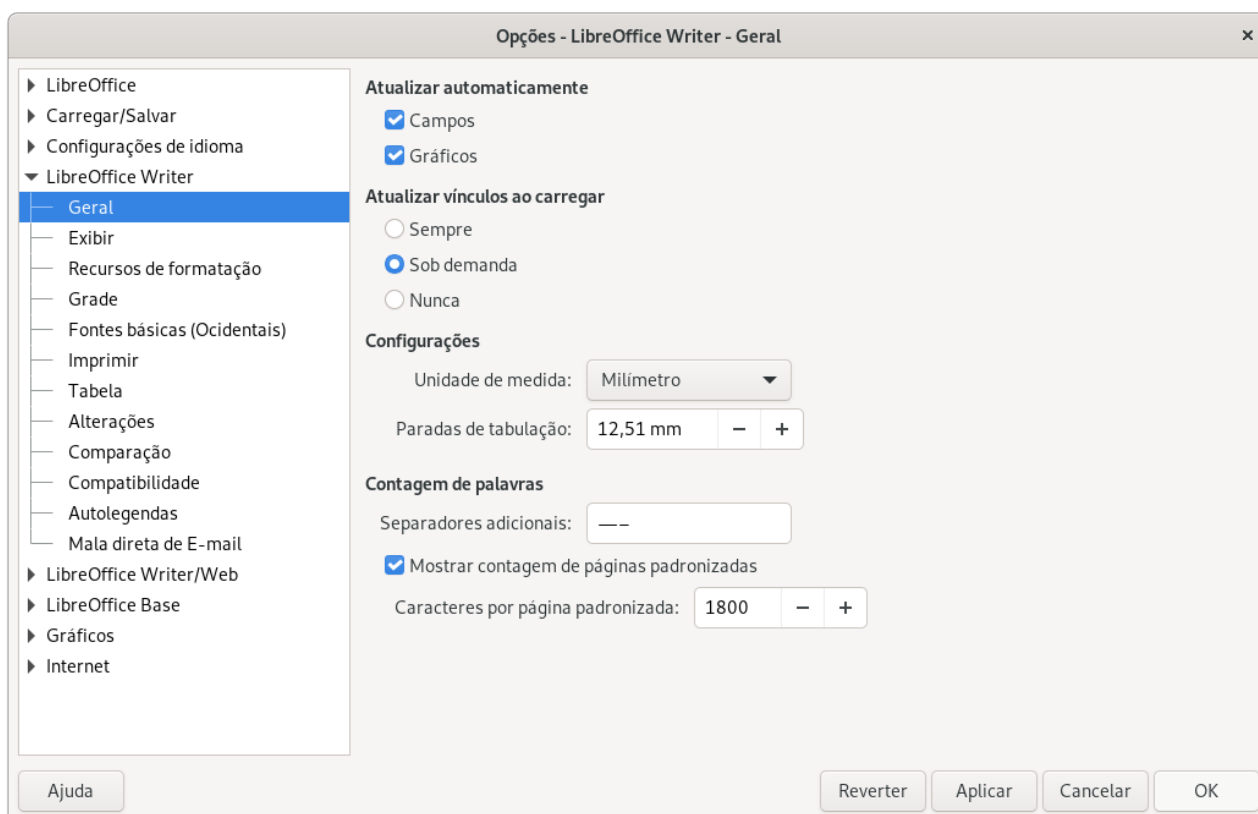 Opções - LibreOffice Writer - Geral
×
LibreOffice
Carregar/Salvar
Configurações de idioma
LibreOffice Writer
Geral
Exibir
Recursos de formatação
Grade
Fontes básicas (Ocidentais)
Imprimir
Tabela
Alterações
Comparação
Compatibilidade
Autolegendas
Mala direta de E-mail
LibreOffice Writer/Web
LibreOffice Base
Gráficos
Internet
Atualizar automaticamente
Campos
Gráficos
Atualizar vínculos ao carregar
Sempre
Sob demanda
Nunca
Configurações
Unidade de medida: Milímetro
Paradas de tabulação: 12,51 mm − +
Contagem de palavras
Separadores adicionais: —–
Mostrar contagem de páginas padronizadas
Caracteres por página padronizada: 1800 − +
Ajuda Reverter Aplicar Cancelar OK